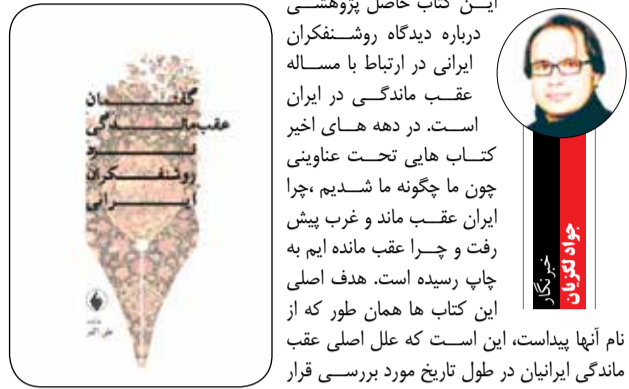 این کتاب حاصل پژوهشی
درباره دیدگاه روشنفکران
ایرانی در ارتباط با مساله
عقب ماندگی در ایران
است. در دهه های اخیر
کتاب هایی تحت عناوینی
چون ما چگونه ما شدیم ،چرا
ایران عقب ماند و غرب پیش
رفت و چرا عقب مانده ایم به
چاپ رسیده است. هدف اصلی
این کتاب ها همان طور که از
نام آنها پیداست، این است که علل اصلی عقب
ماندگی ایرانیان در طول تاریخ مورد بررسی قرار
جواد لگزیان
خبرنگار
گفتمان
عقب‌ماندگی
نزد
روشنفکران
ایرانی